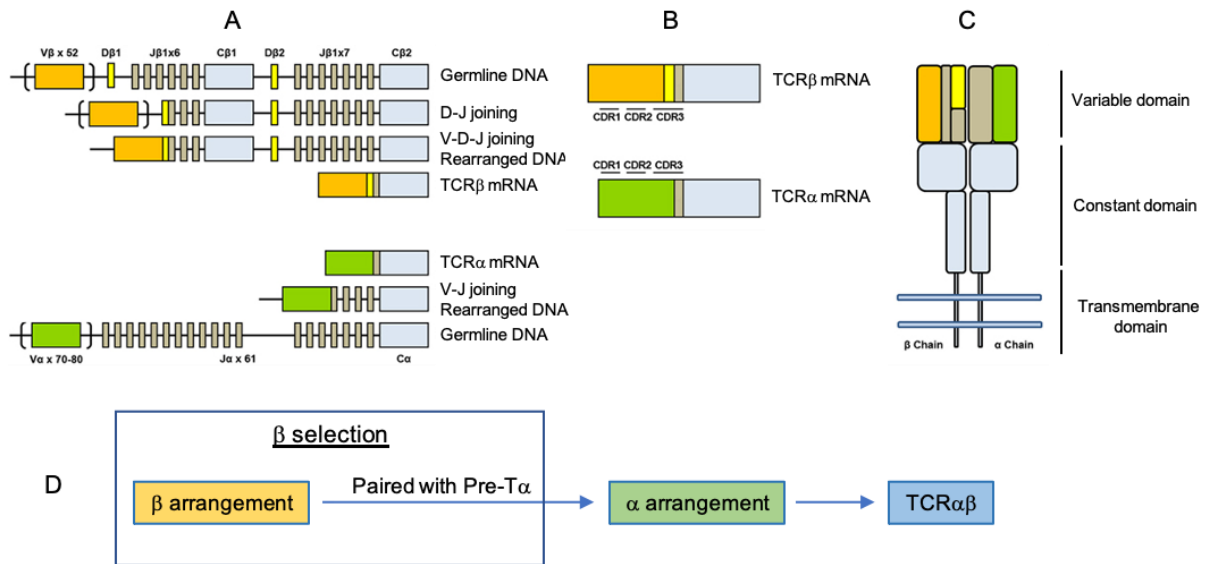 A
Vβ x 52 Dβ1 Jβ1x6 Cβ1 Dβ2 Jβ1x7 Cβ2
Germline DNA
D-J joining
V-D-J joining
Rearranged DNA
TCRβ mRNA
TCRα mRNA
V-J joining
Rearranged DNA
Germline DNA
Vα x 70-80 Jα x 61 Cα
B
TCRβ mRNA
CDR1 CDR2 CDR3
CDR1 CDR2 CDR3
TCRα mRNA
C
Variable domain
Constant domain
Transmembrane
domain
β Chain α Chain
D
β selection
β arrangement
Paired with Pre-Tα
α arrangement
TCRαβ